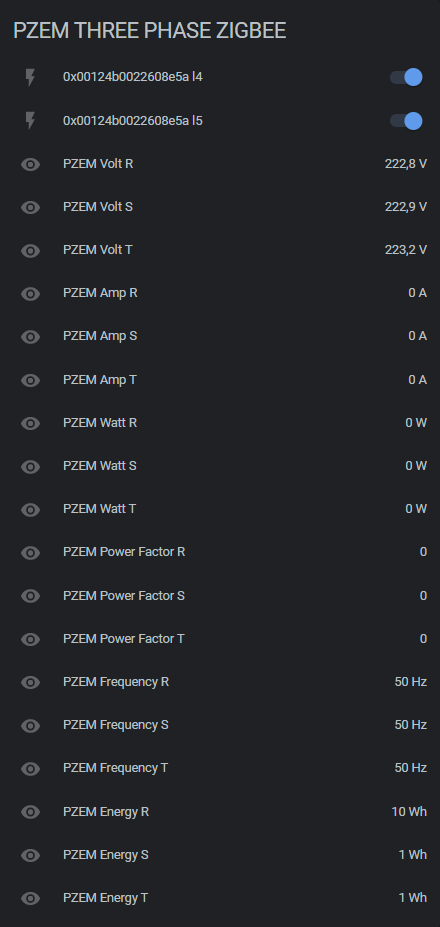 PZEM THREE PHASE ZIGBEE
0x00124b0022608e5a l4
0x00124b0022608e5a l5
PZEM Volt R 222,8 V
PZEM Volt S 222,9 V
PZEM Volt T 223,2 V
PZEM Amp R 0 A
PZEM Amp S 0 A
PZEM Amp T 0 A
PZEM Watt R 0 W
PZEM Watt S 0 W
PZEM Watt T 0 W
PZEM Power Factor R 0
PZEM Power Factor S 0
PZEM Power Factor T 0
PZEM Frequency R 50 Hz
PZEM Frequency S 50 Hz
PZEM Frequency T 50 Hz
PZEM Energy R 10 Wh
PZEM Energy S 1 Wh
PZEM Energy T 1 Wh